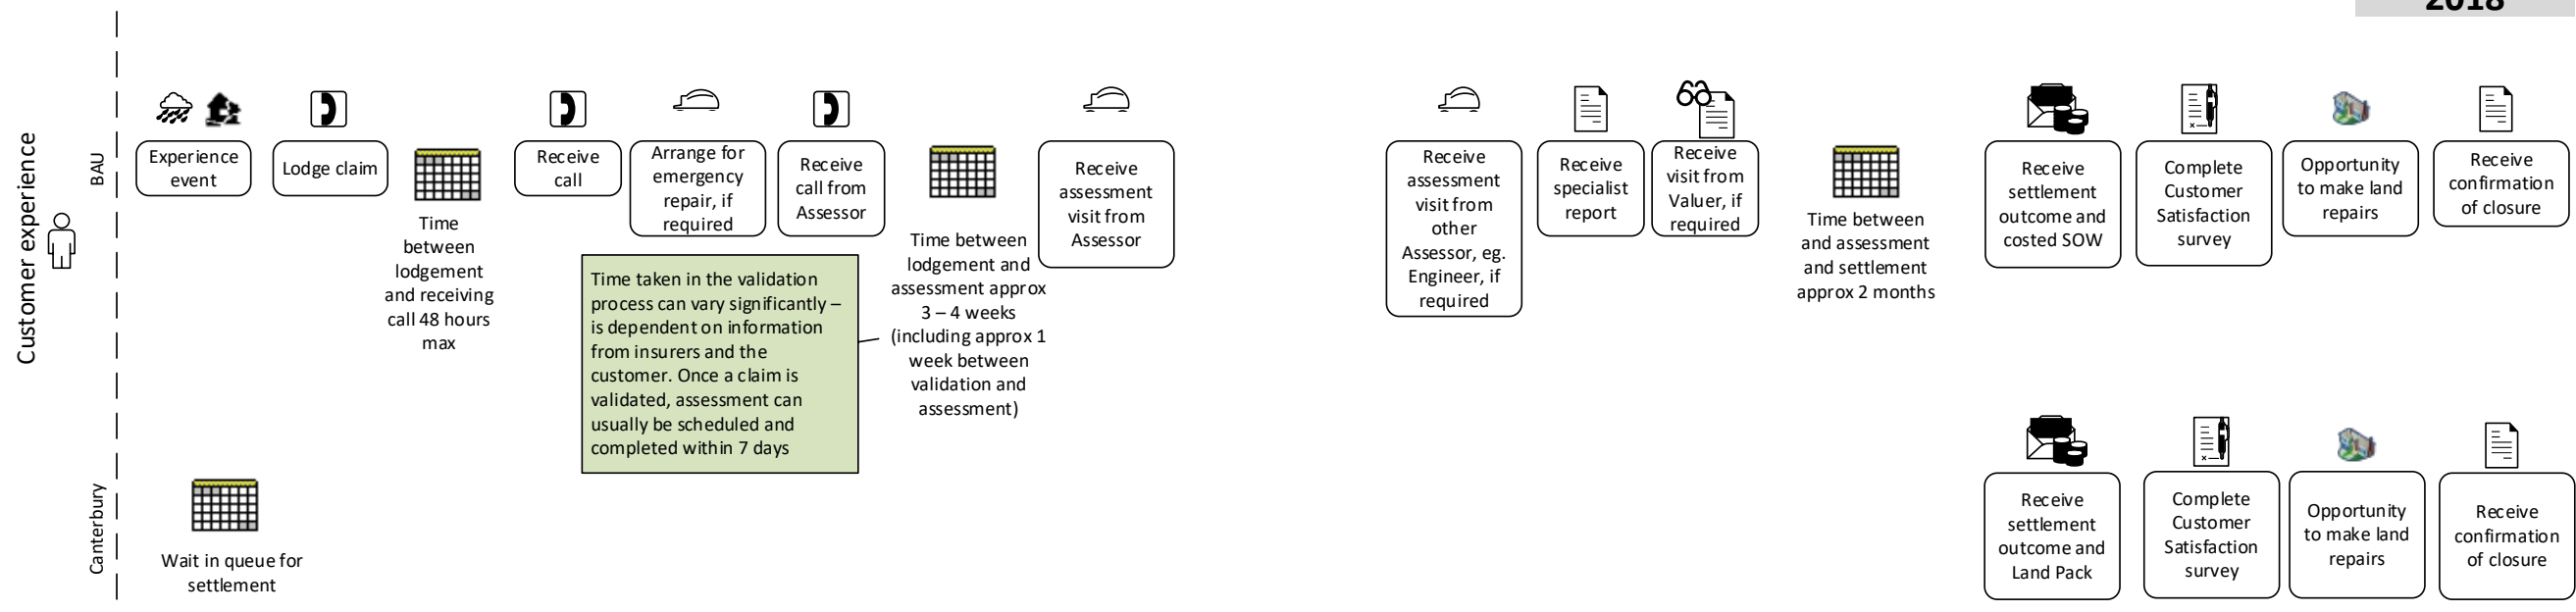 2018
Customer experience
BAU
Experience
event
Lodge claim
Time
between
lodgement
and receiving
call 48 hours
max
Receive
call
Arrange for
emergency
repair, if
required
Receive
call from
Assessor
Time taken in the validation
process can vary significantly –
is dependent on information
from insurers and the
customer. Once a claim is
validated, assessment can
usually be scheduled and
completed within 7 days
Time between
lodgement and
assessment approx
3 – 4 weeks
(including approx 1
week between
validation and
assessment)
Receive
assessment
visit from
Assessor
Receive
assessment
visit from
other
Assessor, eg.
Engineer, if
required
Receive
specialist
report
Receive
visit from
Valuer, if
required
Time between
and assessment
and settlement
approx 2 months
Receive
settlement
outcome and
costed SOW
Complete
Customer
Satisfaction
survey
Opportunity
to make land
repairs
Receive
confirmation
of closure
Canterbury
Wait in queue for
settlement
Receive
settlement
outcome and
Land Pack
Complete
Customer
Satisfaction
survey
Opportunity
to make land
repairs
Receive
confirmation
of closure